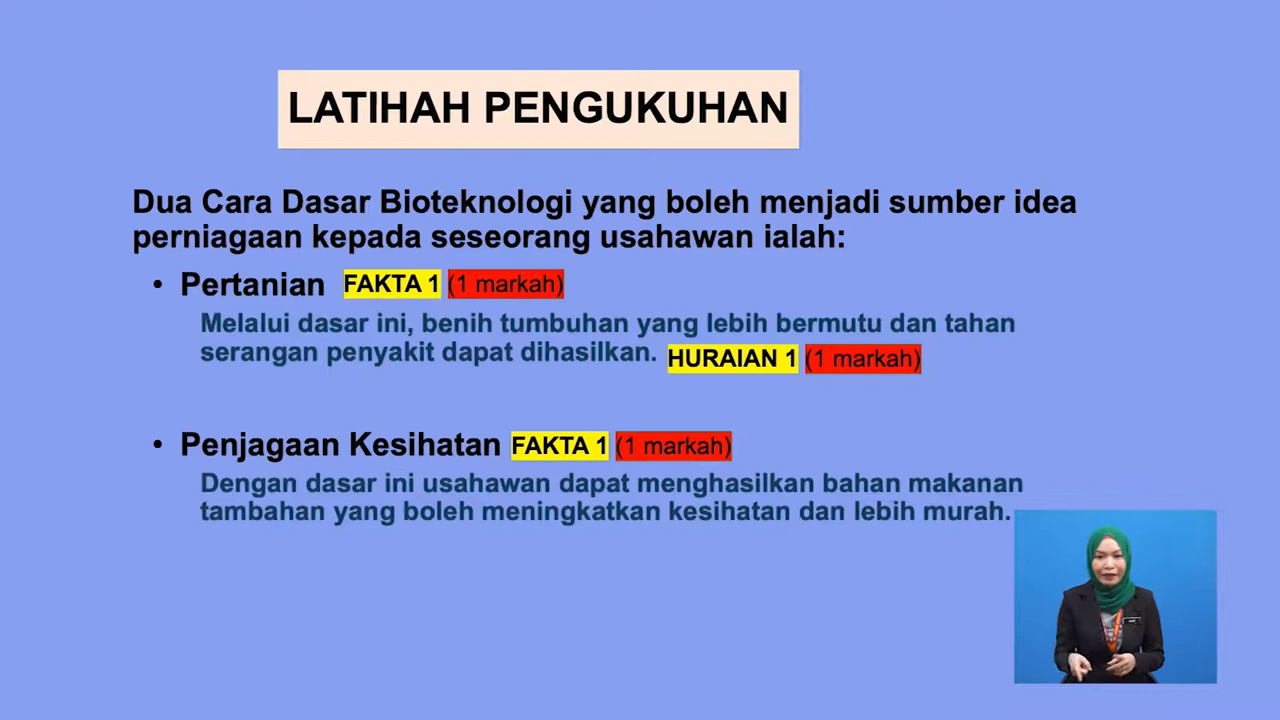 LATIHAH PENGUKUHAN
Dua Cara Dasar Bioteknologi yang boleh menjadi sumber idea
perniagaan kepada seseorang usahawan ialah:
• Pertanian FAKTA 1 (1 markah)
Melalui dasar ini, benih tumbuhan yang lebih bermutu dan tahan
serangan penyakit dapat dihasilkan. HURAIAN 1 (1 markah)
• Penjagaan Kesihatan FAKTA 1 (1 markah)
Dengan dasar ini usahawan dapat menghasilkan bahan makanan
tambahan yang boleh meningkatkan kesihatan dan lebih murah.